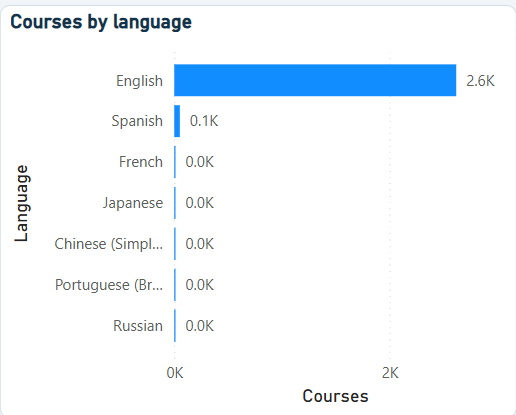 Courses by language
English 2.6K
Spanish 0.1K
French 0.0K
Japanese 0.0K
Chinese (Simpl... 0.0K
Portuguese (Br... 0.0K
Russian 0.0K
Language
0K 2K
Courses